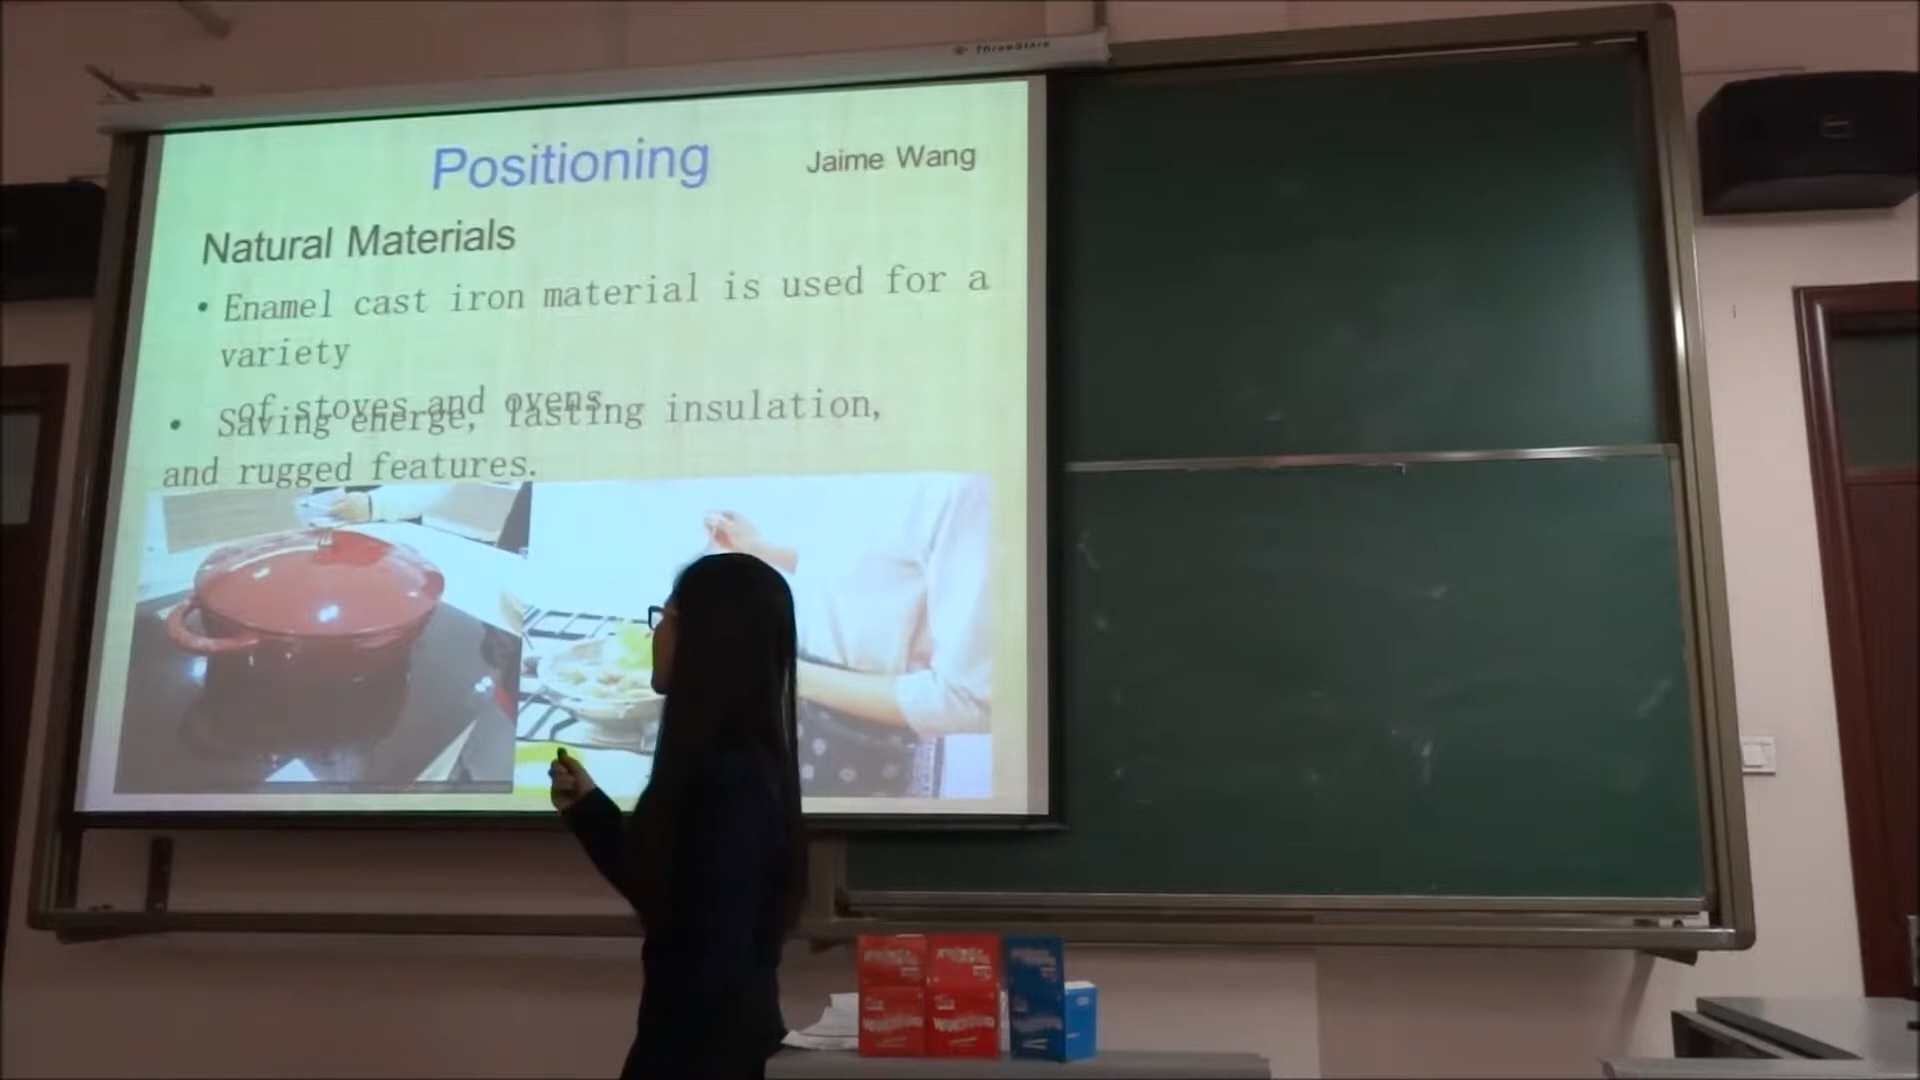 ThreeStars
Positioning
Jaime Wang
Natural Materials
• Enamel cast iron material is used for a
variety
of stoves and ovens
• Saving energe, lasting insulation,
and rugged features.